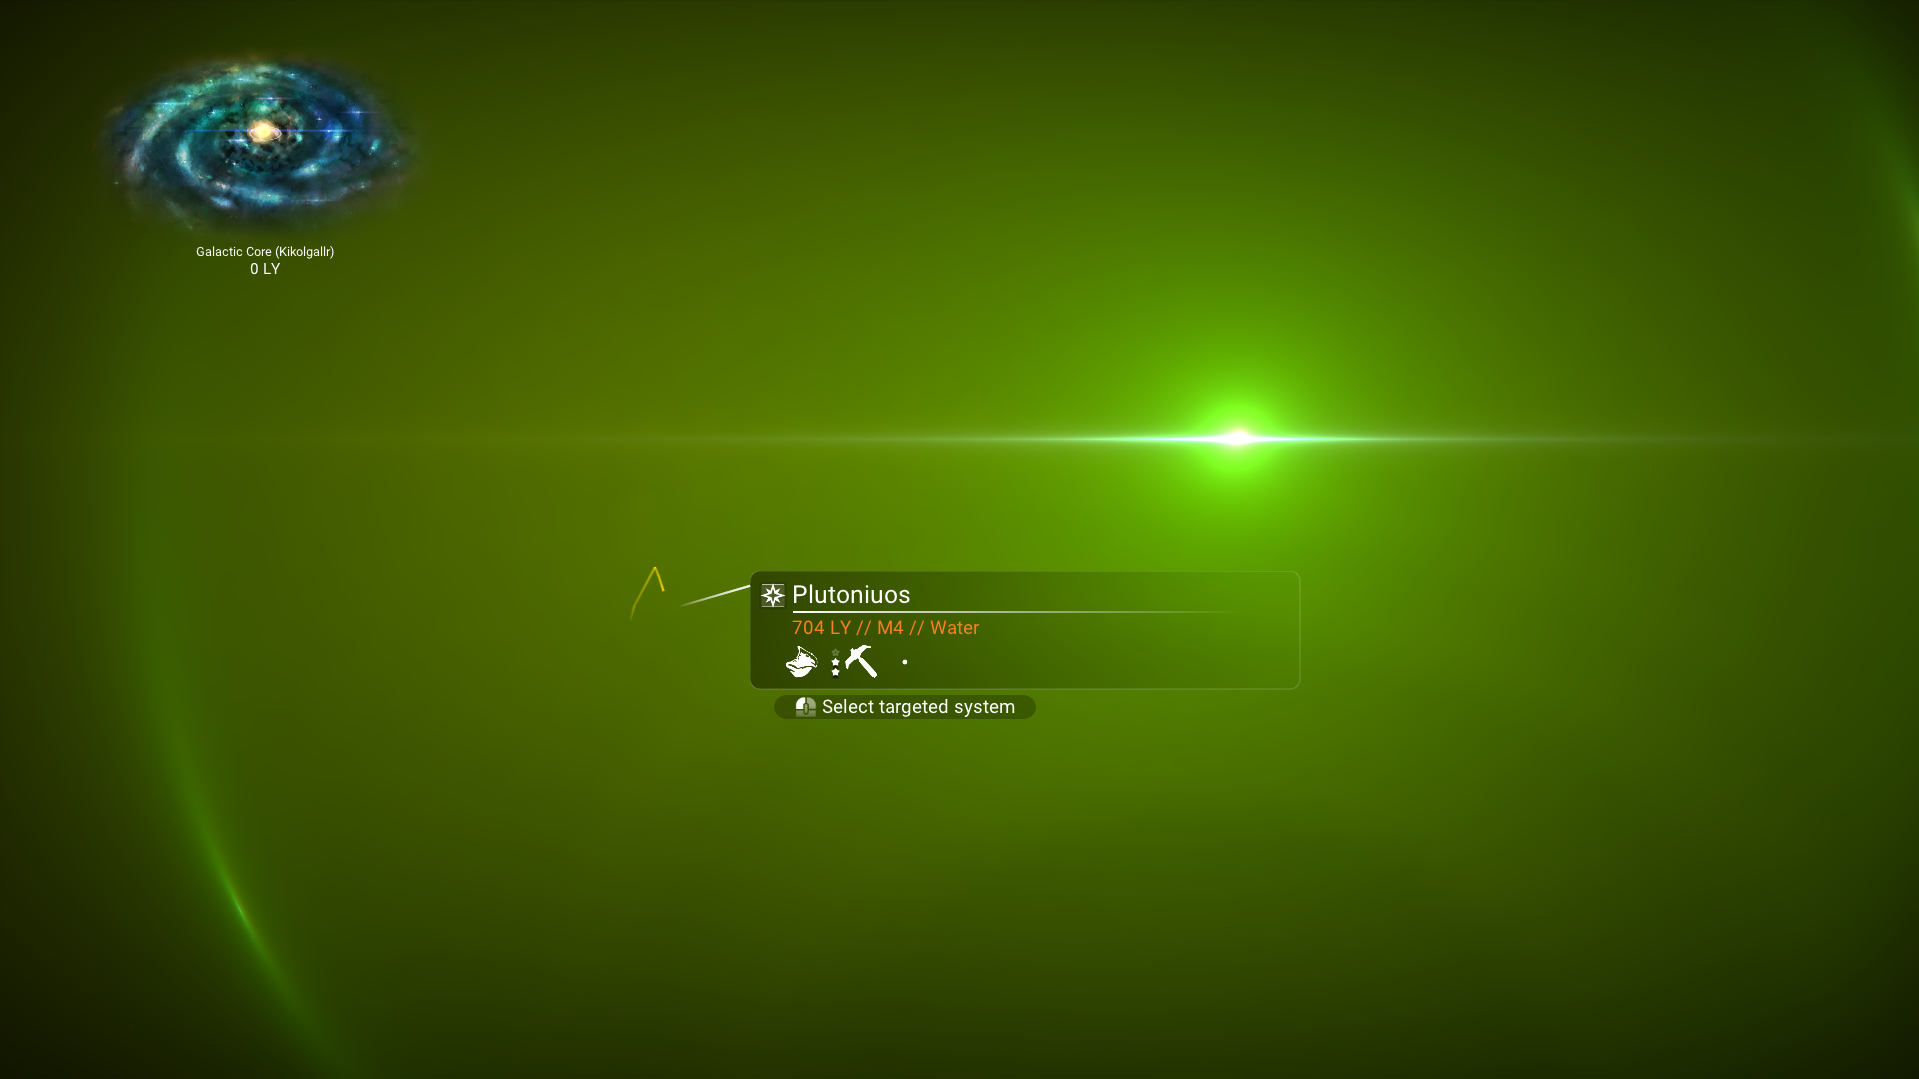 Galactic Core (Kikolgallr)
0 LY
Plutoniuos
704 LY // M4 // Water
Select targeted system